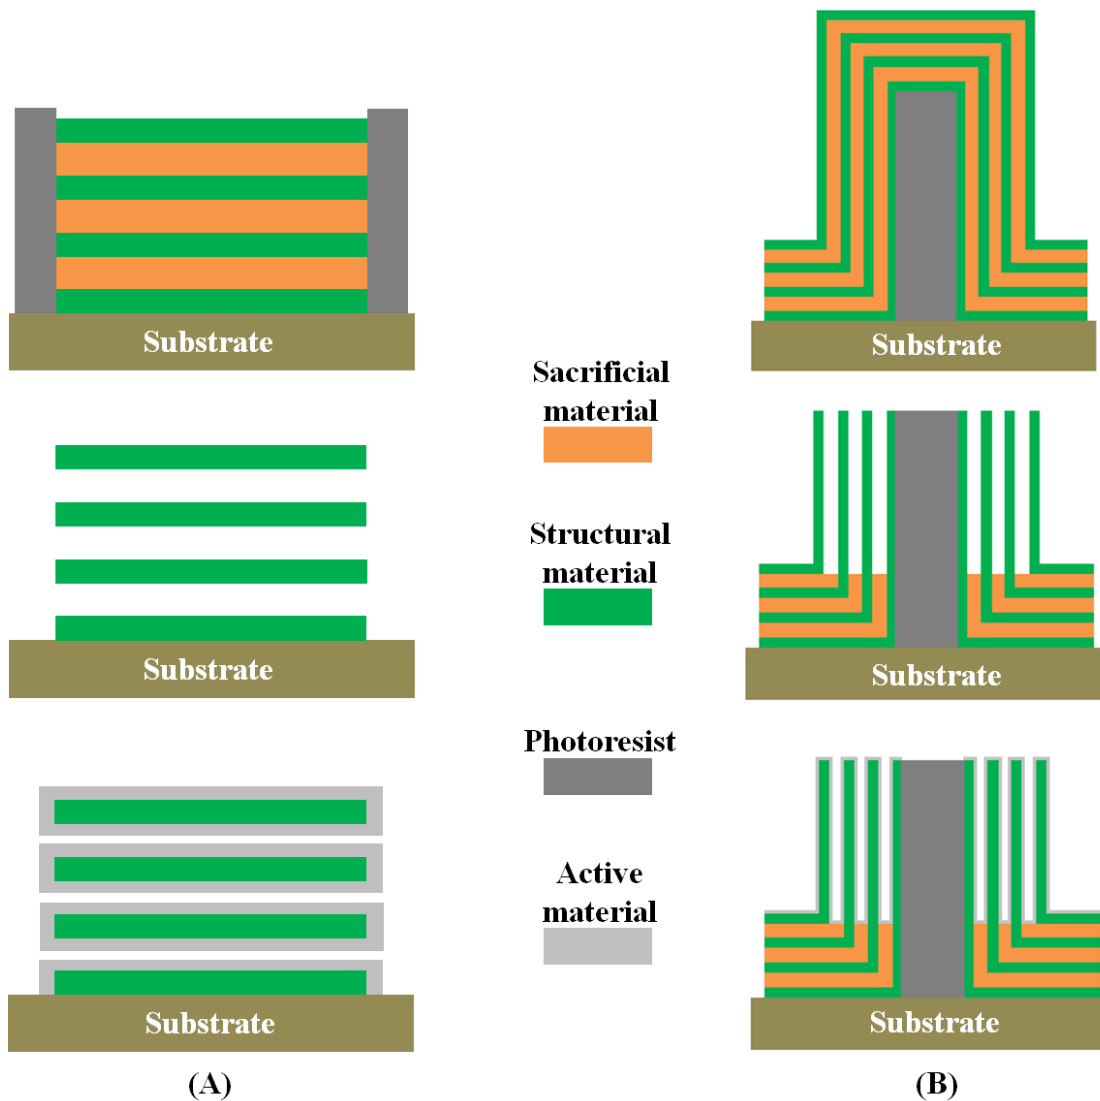 Substrate
Substrate
Sacrificial
material
Substrate
Structural
material
Substrate
Photoresist
Active
material
Substrate
Substrate
(A)
(B)